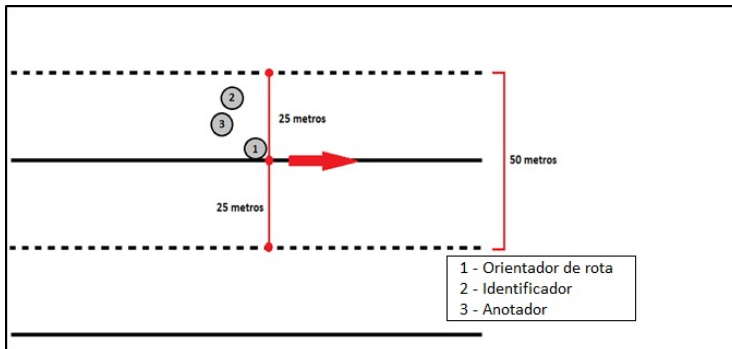 2
25 metros
3
1
50 metros
25 metros
1 - Orientador de rota
2 - Identificador
3 - Anotador